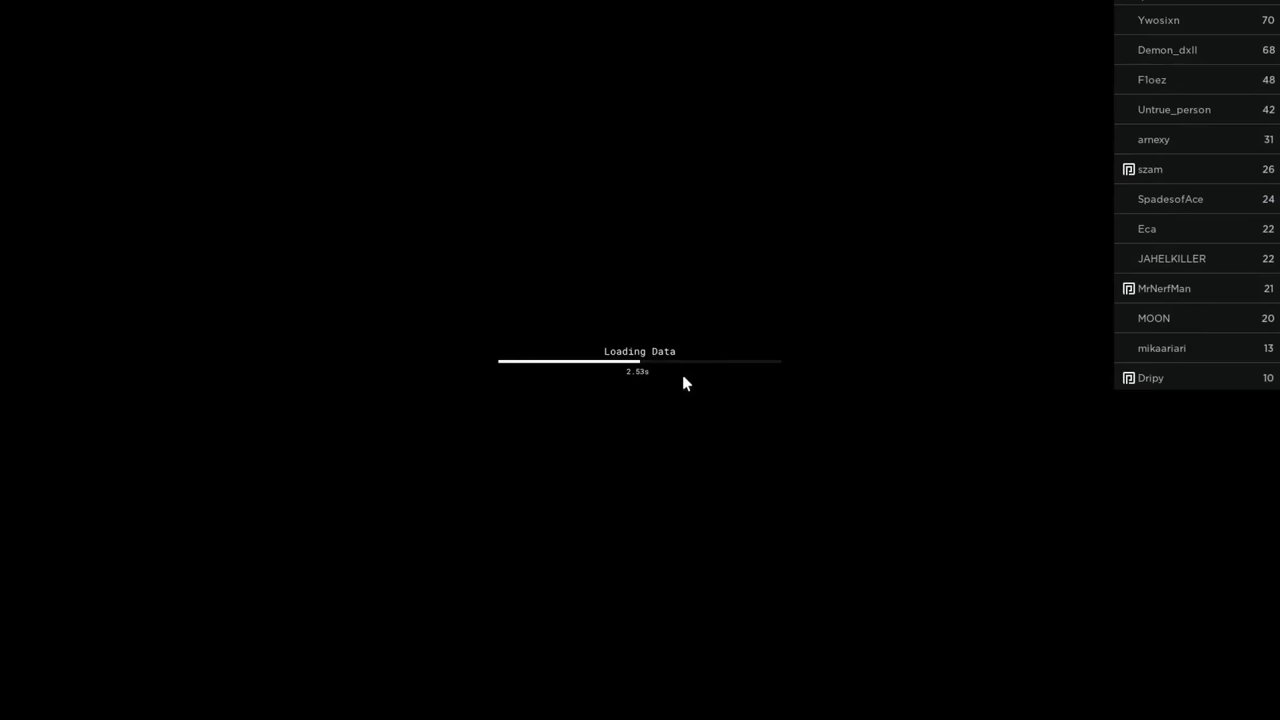 Ywosixn 70
Demon_dxll 68
F1oez 48
Untrue_person 42
arnexy 31
szam 26
SpadesofAce 24
Eca 22
JAHELKILLER 22
MrNerfMan 21
MOON 20
mikaariari 13
Dripy 10
Loading Data
2.53s